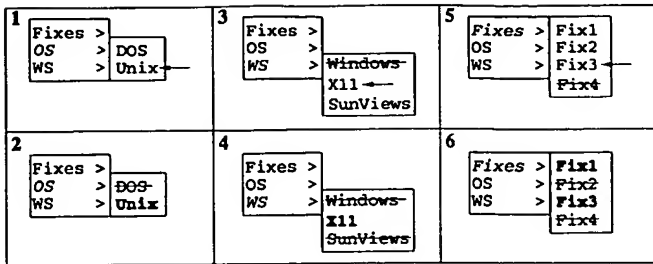 1
Fixes >
OS > DOS
WS > Unix
3
Fixes >
OS >
WS > Windows
X11
SunViews
5
Fixes > Fix1
OS > Fix2
WS > Fix3
Fix4
2
Fixes >
OS > DOS
WS > Unix
4
Fixes >
OS >
WS > Windows
X11
SunViews
6
Fixes > Fix1
OS > Fix2
WS > Fix3
Fix4